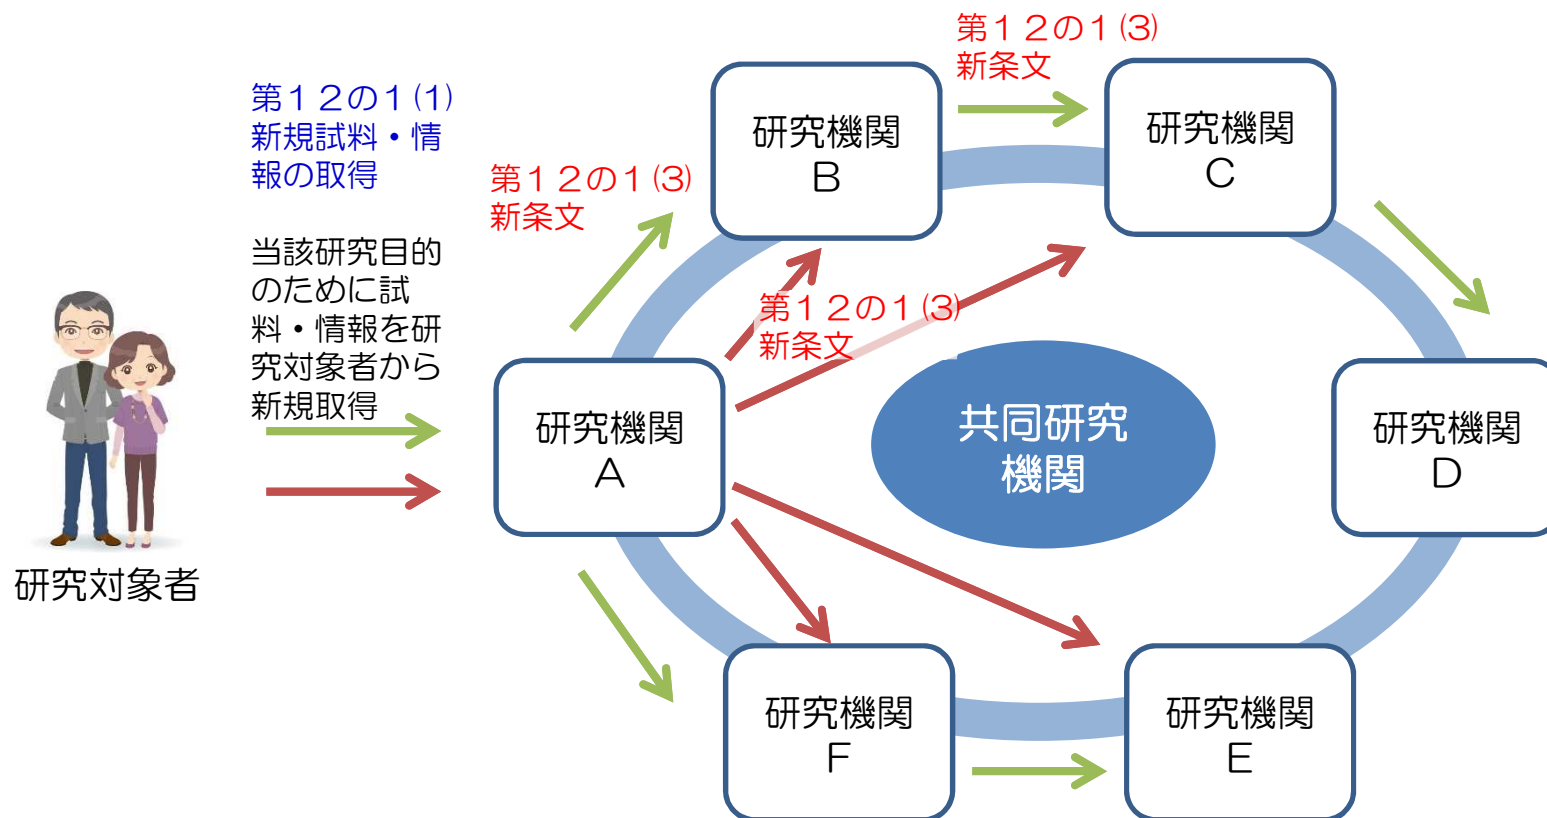 第１２の１(1)
新規試料・情
報の取得
当該研究目的
のために試
料・情報を研
究対象者から
新規取得
研究対象者
第１２の１(3)
新条文
第１２の１(3)
新条文
第１２の１(3)
新条文
研究機関
A
研究機関
B
研究機関
C
研究機関
D
研究機関
E
研究機関
F
共同研究
機関